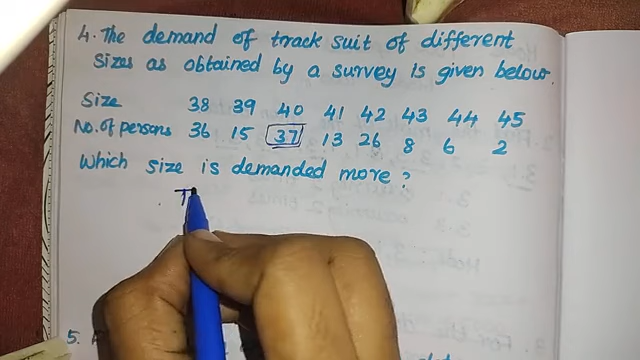 4. The demand of track suit of different
sizes as obtained by a survey is given below.
Size 38 39 40 41 42 43 44 45
No. of persons 36 15 37 13 26 8 6 2
Which size is demanded more?
5.